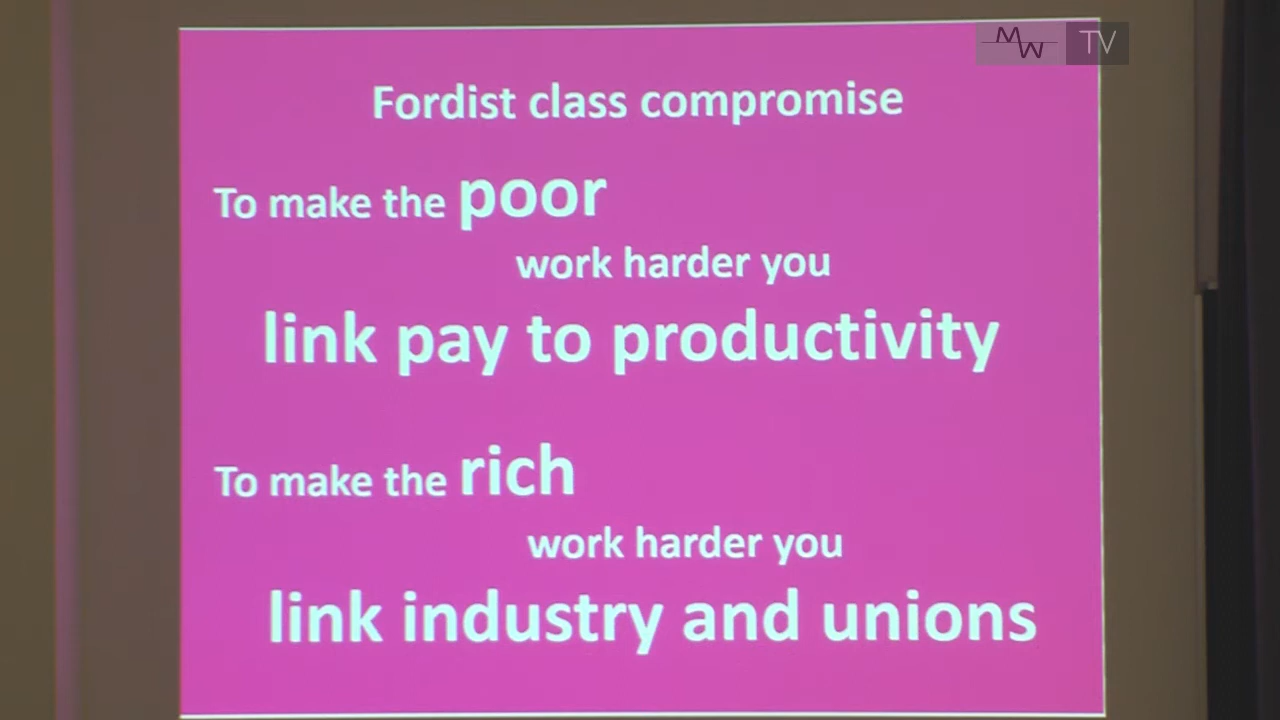 MW TV
Fordist class compromise
To make the poor
work harder you
link pay to productivity
To make the rich
work harder you
link industry and unions